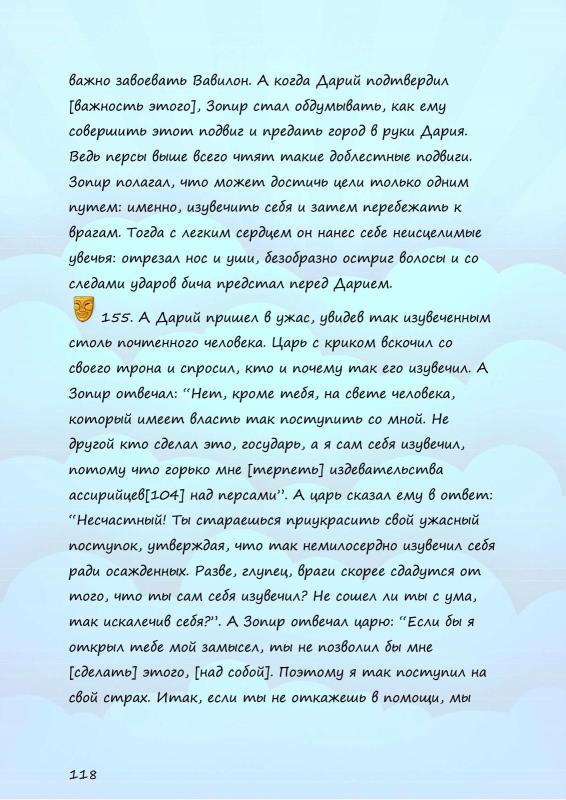 важно завоевать Вавилон. А когда Дарий подтвердил
[важность этого], Зопир стал обдумывать, как ему
совершить этот подвиг и предать город в руки Дария.
Ведь персы выше всего чтят такие доблестные подвиги.
Зопир полагал, что может достичь цели только одним
путем: именно, изувечить себя и затем перебежать к
врагам. Тогда с легким сердцем он нанес себе неисцелимые
увечья: отрезал нос и уши, безобразно остриг волосы и со
следами ударов бича предстал перед Дарием.
155. А Дарий пришел в ужас, увидев так изувеченным
столь почтенного человека. Царь с криком вскочил со
своего трона и спросил, кто и почему так его изувечил. А
Зопир отвечал: “Нет, кроме тебя, на свете человека,
который имеет власть так поступить со мной. Не
другой кто сделал это, государь, а я сам себя изувечил,
потому что горько мне [терпеть] издевательства
ассирийцев[104] над персами”. А царь сказал ему в ответ:
“Несчастный! Ты стараешься приукрасить свой ужасный
поступок, утверждая, что так немилосердно изувечил себя
ради осажденных. Разве, глупец, враги скорее сдадутся от
того, что ты сам себя изувечил? Не сошел ли ты с ума,
так искалечив себя?”. А Зопир отвечал царю: “Если бы я
открыл тебе мой замысел, ты не позволил бы мне
[сделать] этого, [над собой]. Поэтому я так поступил на
свой страх. Итак, если ты не откажешь в помощи, мы
118